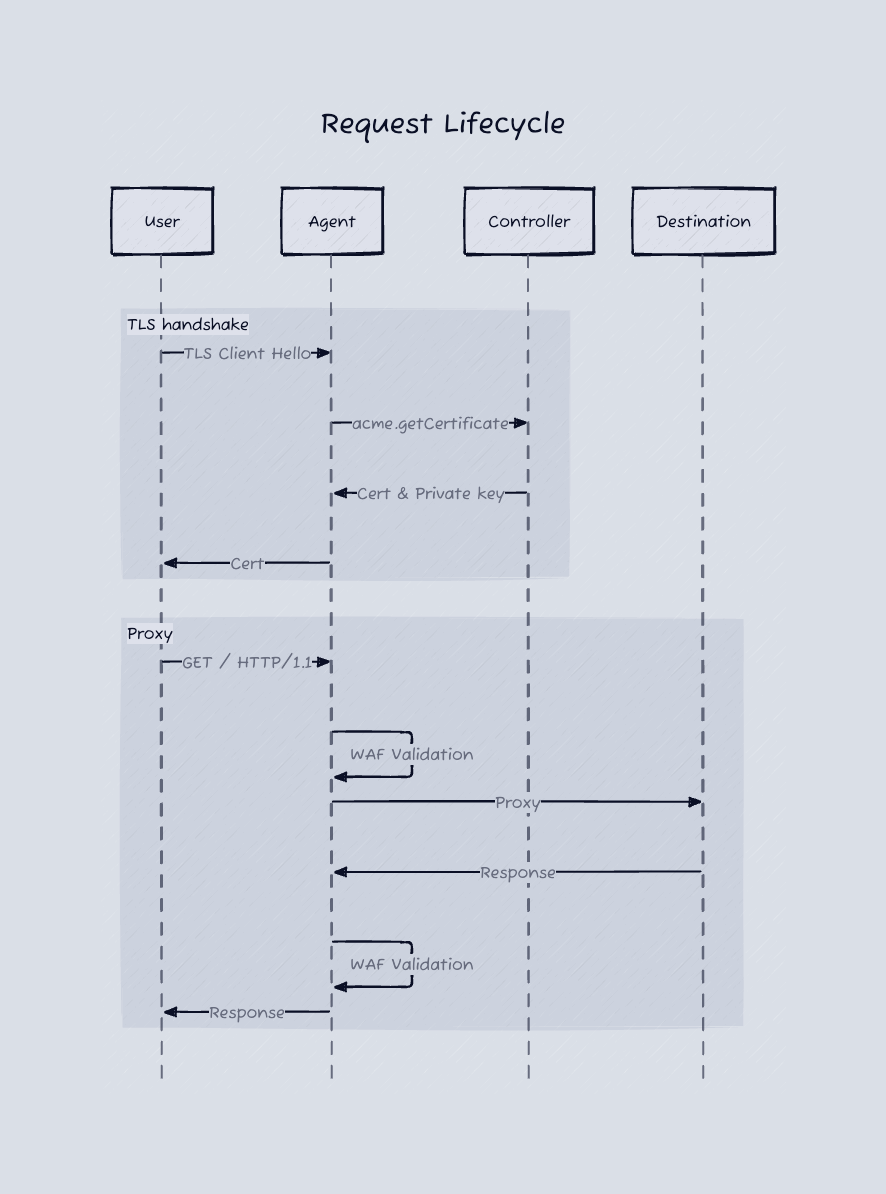 Request Lifecycle
User
Agent
Controller
Destination
TLS handshake
TLS Client Hello
acme.getCertificate
Cert & Private key
Cert
Proxy
GET / HTTP/1.1
WAF Validation
Proxy
Response
WAF Validation
Response